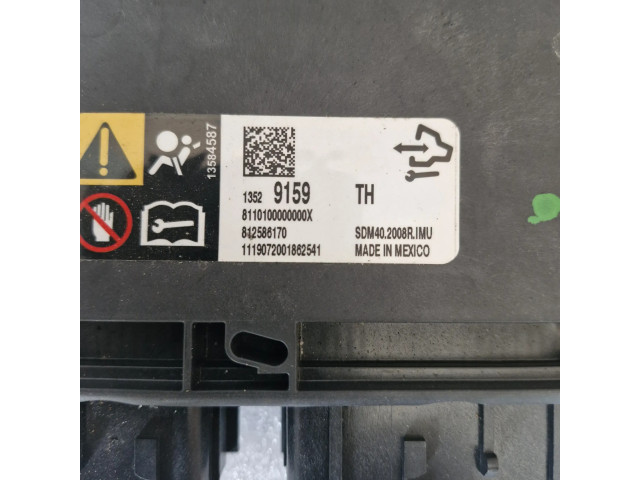 13584587
1352 9159 TH
8110100000000X
812586170 SDM40.2008R.IMU
1119072001862541 MADE IN MEXICO